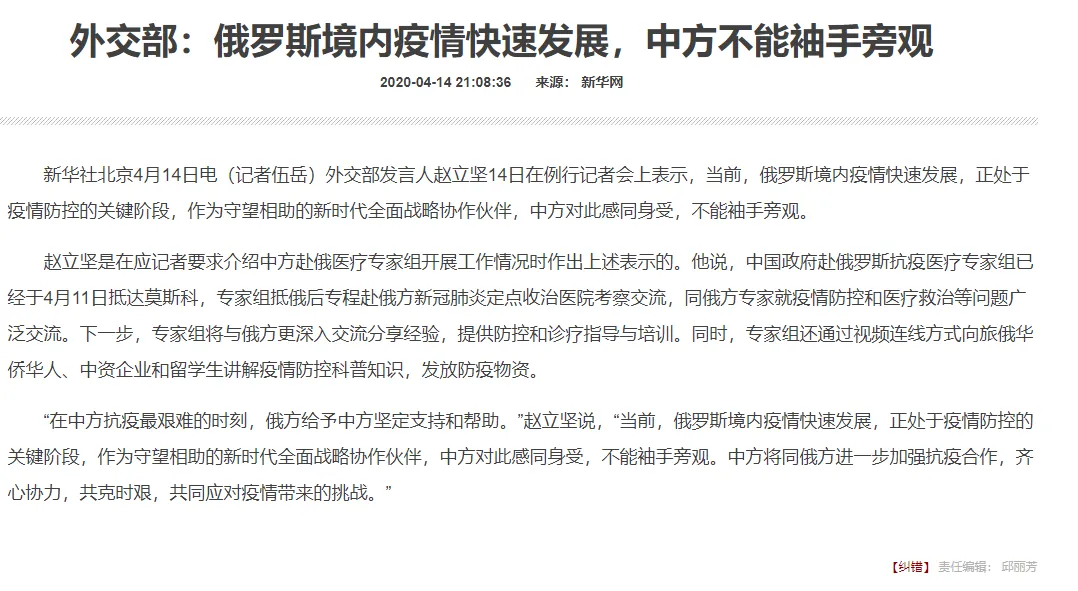 外交部：俄罗斯境内疫情快速发展，中方不能袖手旁观
2020-04-14 21:08:36 来源： 新华网
新华社北京4月14日电（记者伍岳）外交部发言人赵立坚14日在例行记者会上表示，当前，俄罗斯境内疫情快速发展，正处于
疫情防控的关键阶段，作为守望相助的新时代全面战略协作伙伴，中方对此感同身受，不能袖手旁观。
赵立坚是在应记者要求介绍中方赴俄医疗专家组开展工作情况时作出上述表示的。他说，中国政府赴俄罗斯抗疫医疗专家组已
经于4月11日抵达莫斯科，专家组抵俄后专程赴俄方新冠肺炎定点收治医院考察交流，同俄方专家就疫情防控和医疗救治等问题广
泛交流。下一步，专家组将与俄方更深入交流分享经验，提供防控和诊疗指导与培训。同时，专家组还通过视频连线方式向旅俄华
侨华人、中资企业和留学生讲解疫情防控科普知识，发放防疫物资。
“在中方抗疫最艰难的时刻，俄方给予中方坚定支持和帮助。”赵立坚说，“当前，俄罗斯境内疫情快速发展，正处于疫情防控的
关键阶段，作为守望相助的新时代全面战略协作伙伴，中方对此感同身受，不能袖手旁观。中方将同俄方进一步加强抗疫合作，齐
心协力，共克时艰，共同应对疫情带来的挑战。”
【纠错】 责任编辑： 邱丽芳